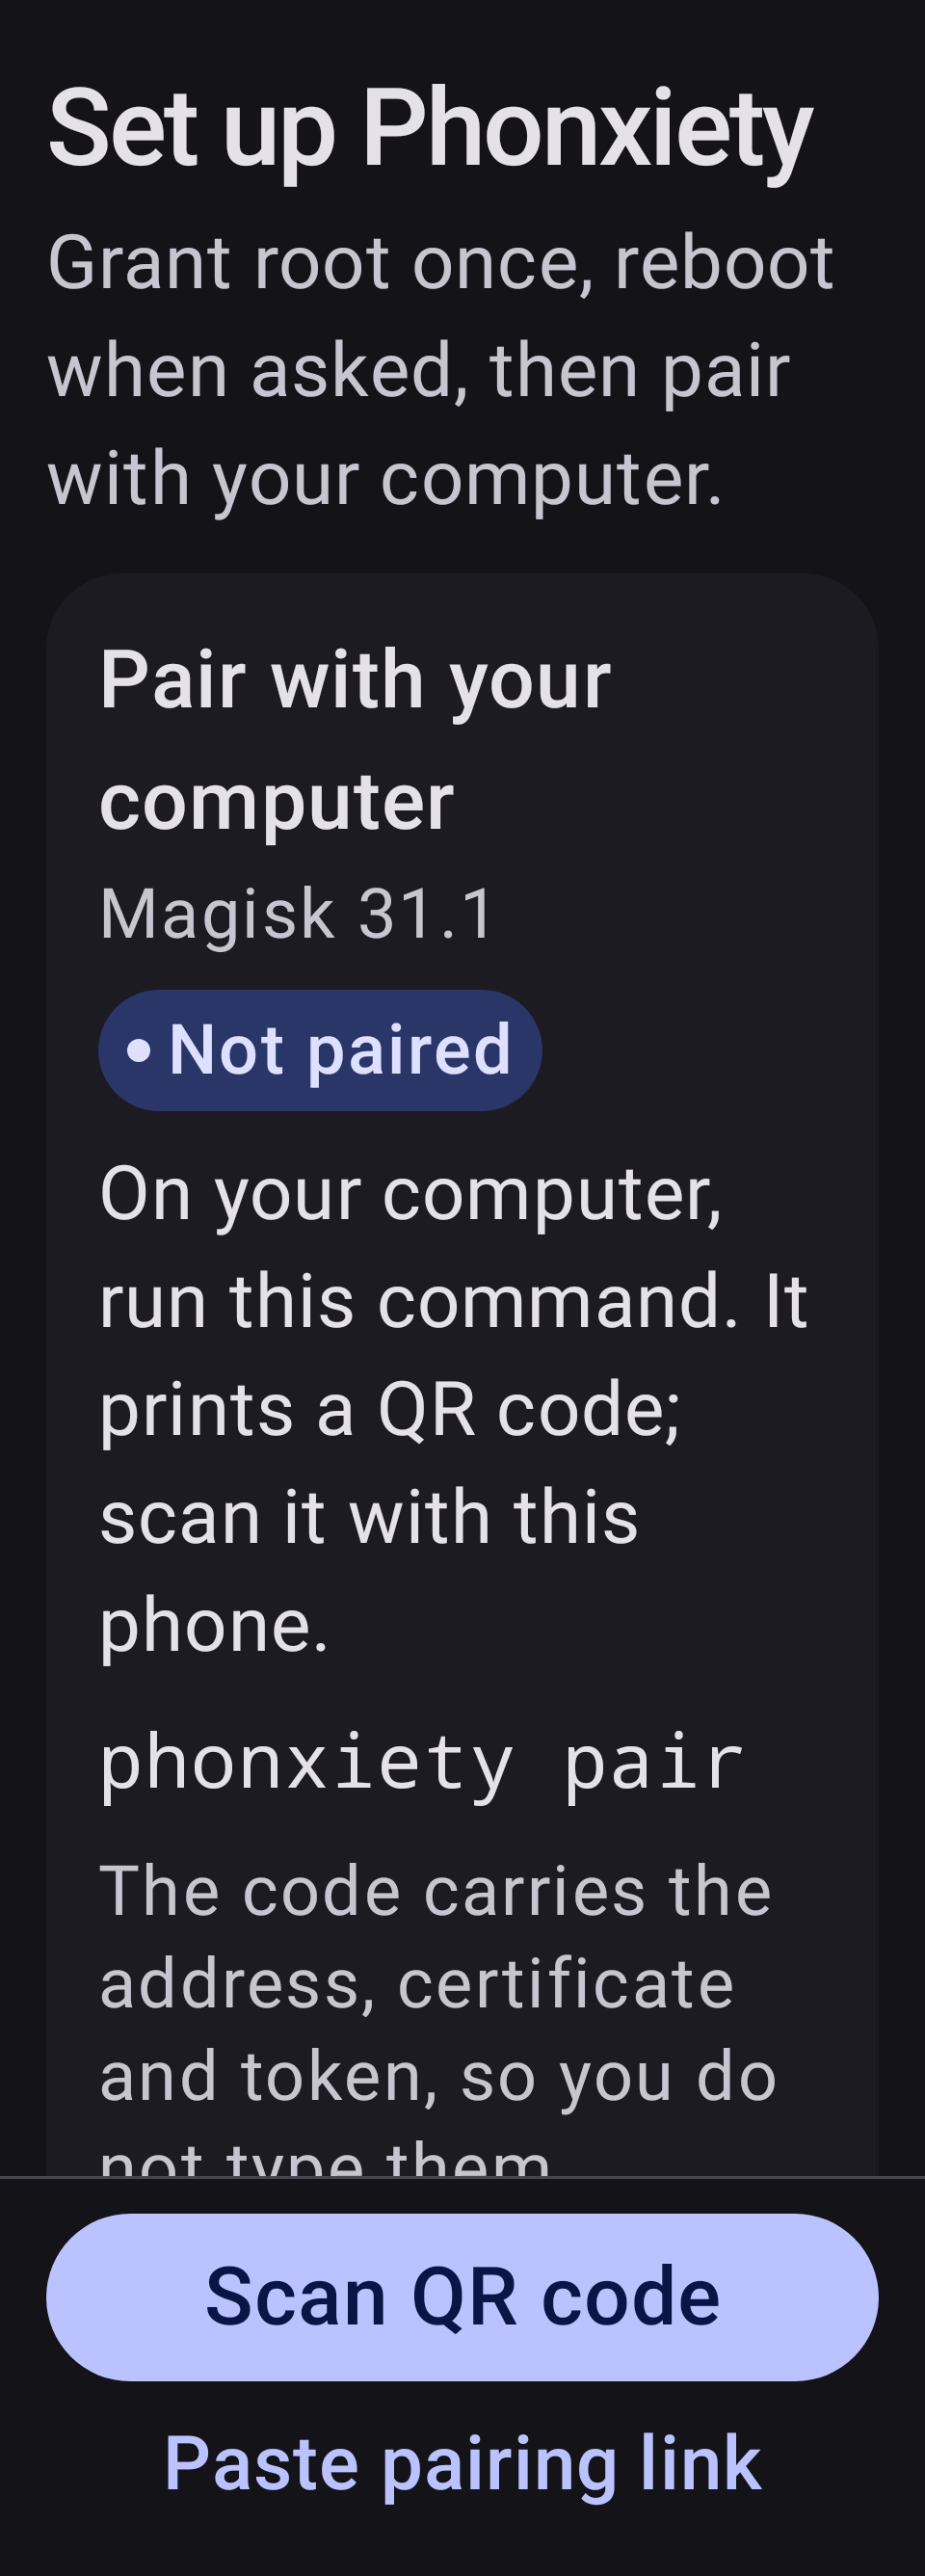 Set up Phonxiety
Grant root once, reboot
when asked, then pair
with your computer.
Pair with your
computer
Magisk 31.1
Not paired
On your computer,
run this command. It
prints a QR code;
scan it with this
phone.
phonxiety pair
The code carries the
address, certificate
and token, so you do
not type them
Scan QR code
Paste pairing link